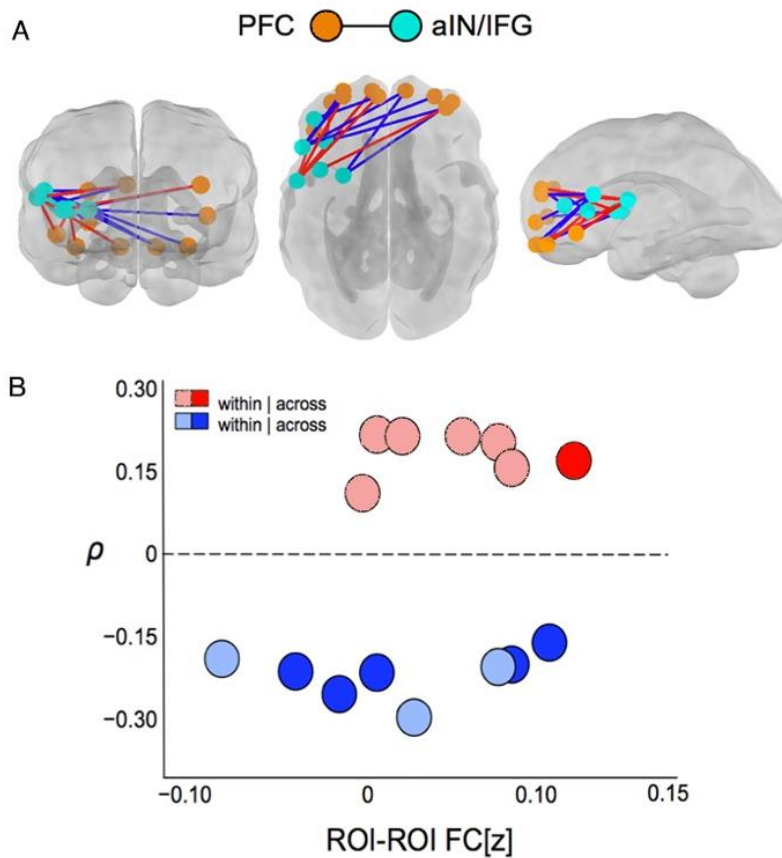 A
PFC aIN/IFG
B
0.30
within | across
within | across
0.15
ρ
0
−0.15
−0.30
−0.10 0 0.10 0.15
ROI-ROI FC[z]